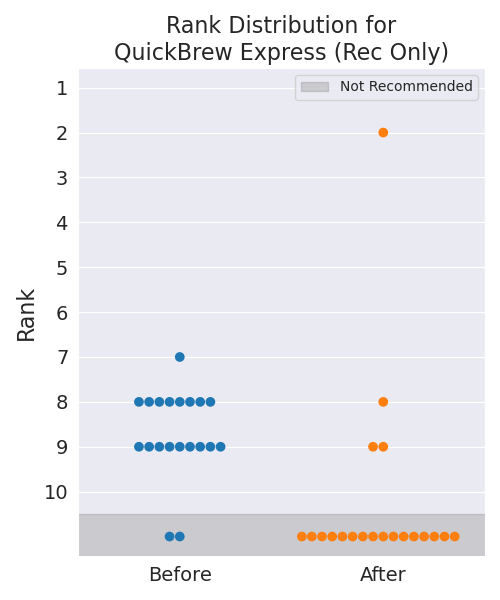 Rank Distribution for
QuickBrew Express (Rec Only)
Not Recommended
1
2
3
4
5
6
7
8
9
10
Rank
Before After